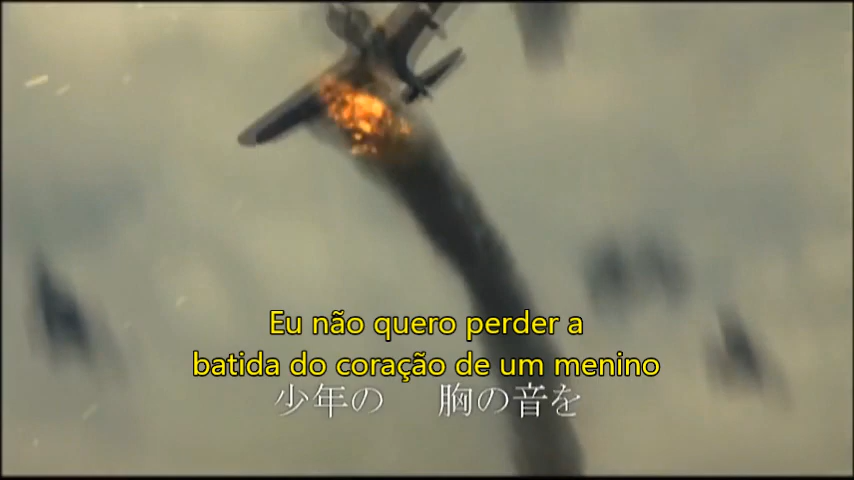 Eu não quero perder a
batida do coração de um menino
少年の 胸の音を